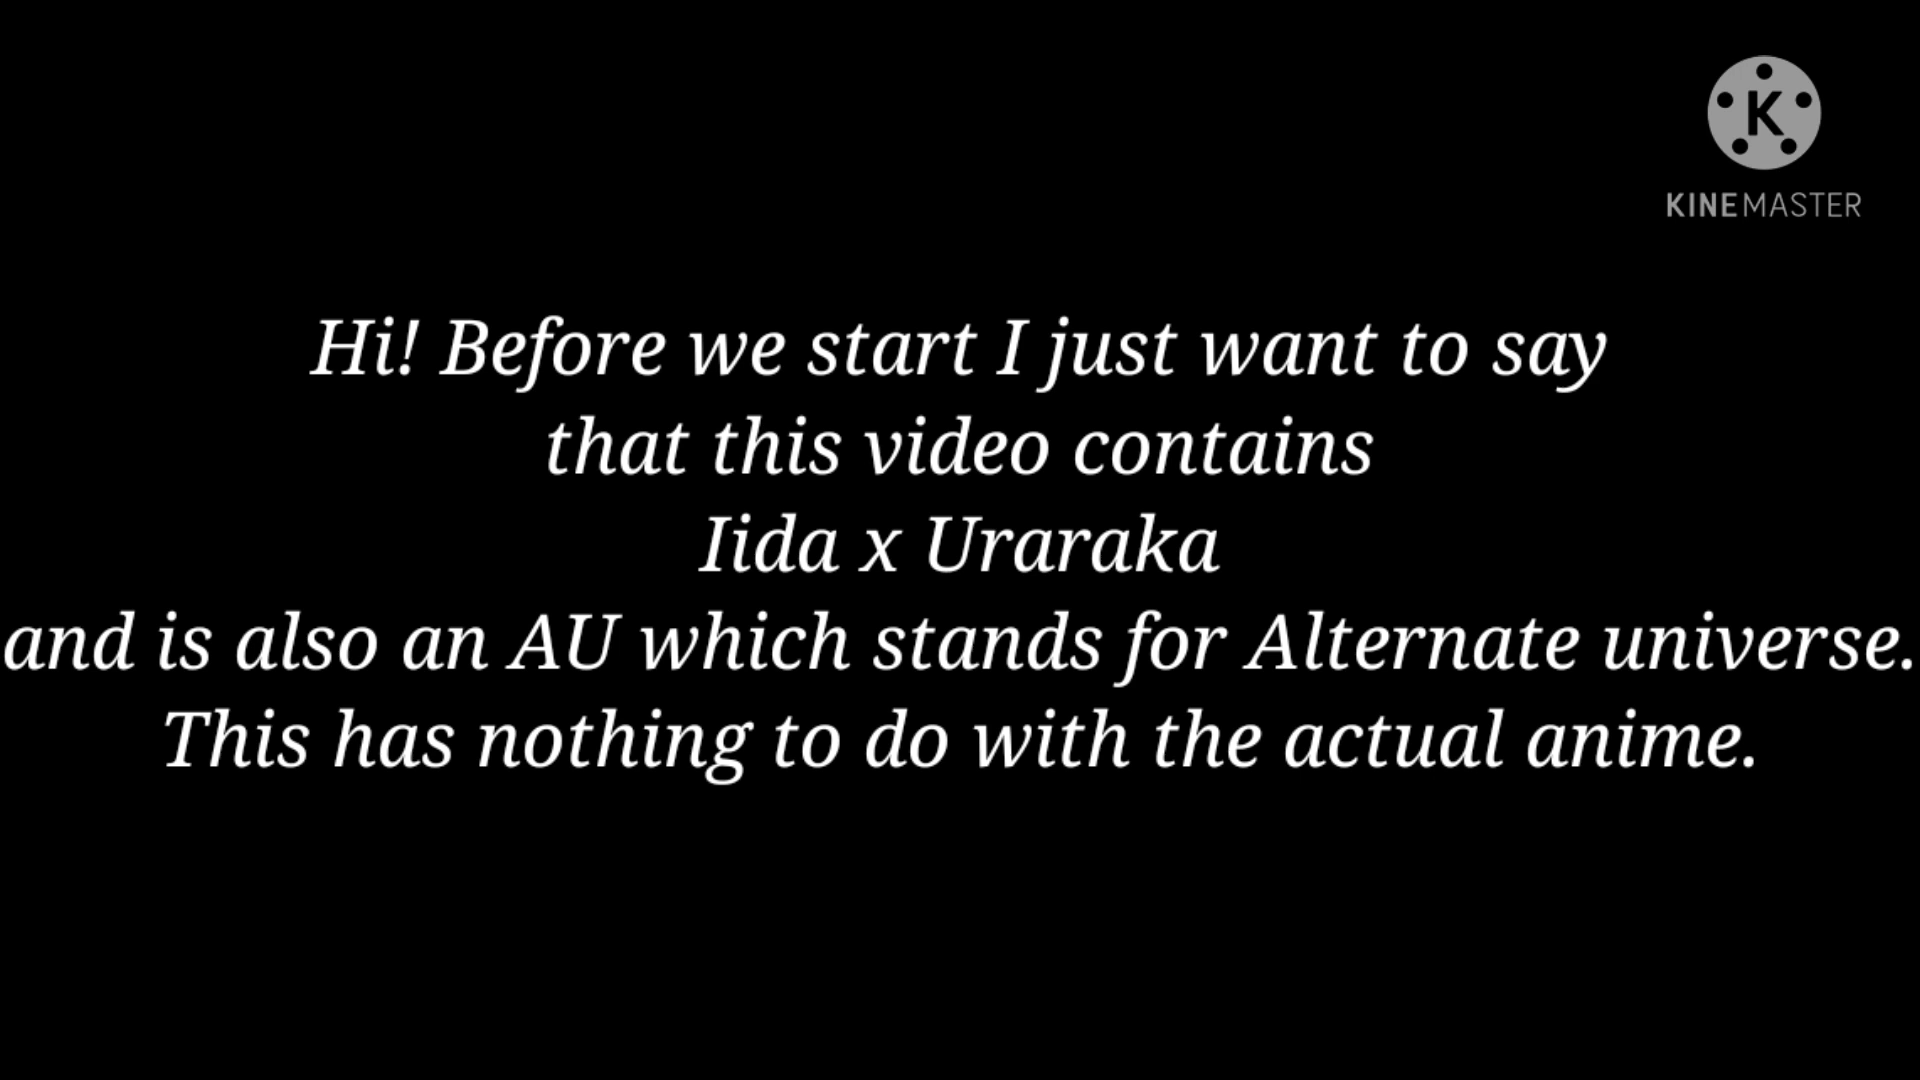 K
KINEMASTER
Hi! Before we start I just want to say
that this video contains
Iida x Uraraka
and is also an AU which stands for Alternate universe.
This has nothing to do with the actual anime.